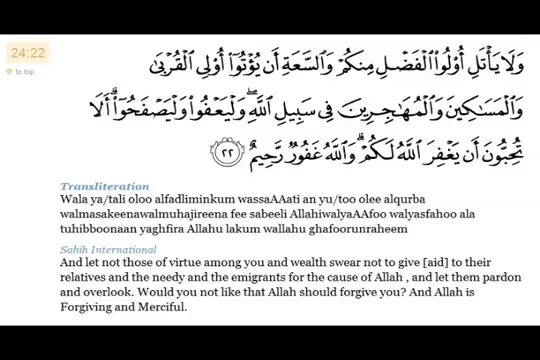 24:22
to top
وَلَا يَأْتَلِ أُو۟لُوا۟ ٱلْفَضْلِ مِنكُمْ وَٱلسَّعَةِ أَن يُؤْتُوٓا۟ أُو۟لِى ٱلْقُرْبَىٰ
وَٱلْمَسَـٰكِينَ وَٱلْمُهَـٰجِرِينَ فِى سَبِيلِ ٱللَّهِ ۖ وَلْيَعْفُوا۟ وَلْيَصْفَحُوٓا۟ ۗ أَلَا
تُحِبُّونَ أَن يَغْفِرَ ٱللَّهُ لَكُمْ ۗ وَٱللَّهُ غَفُورٌ رَّحِيمٌ ٢٢
Transliteration
Wala ya/tali oloo alfadliminkum wassaAAati an yu/too olee alqurba
walmasakeenawalmuhajireena fee sabeeli AllahiwalyaAAfoo walyasfahoo ala
tuhibboonaan yaghfira Allahu lakum wallahu ghafoorunraheem
Sahih International
And let not those of virtue among you and wealth swear not to give [aid] to their
relatives and the needy and the emigrants for the cause of Allah , and let them pardon
and overlook. Would you not like that Allah should forgive you? And Allah is
Forgiving and Merciful.